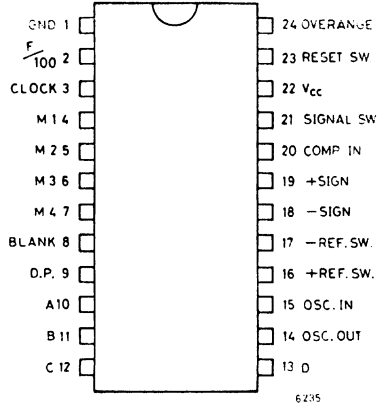 GND 1
F/100 2
CLOCK 3
M1 4
M2 5
M3 6
M4 7
BLANK 8
D.P. 9
A 10
B 11
C 12
24 OVERANGE
23 RESET SW
22 VCC
21 SIGNAL SW
20 COMP IN
19 +SIGN
18 -SIGN
17 -REF. SW.
16 +REF. SW.
15 OSC. IN
14 OSC. OUT
13 D
6235